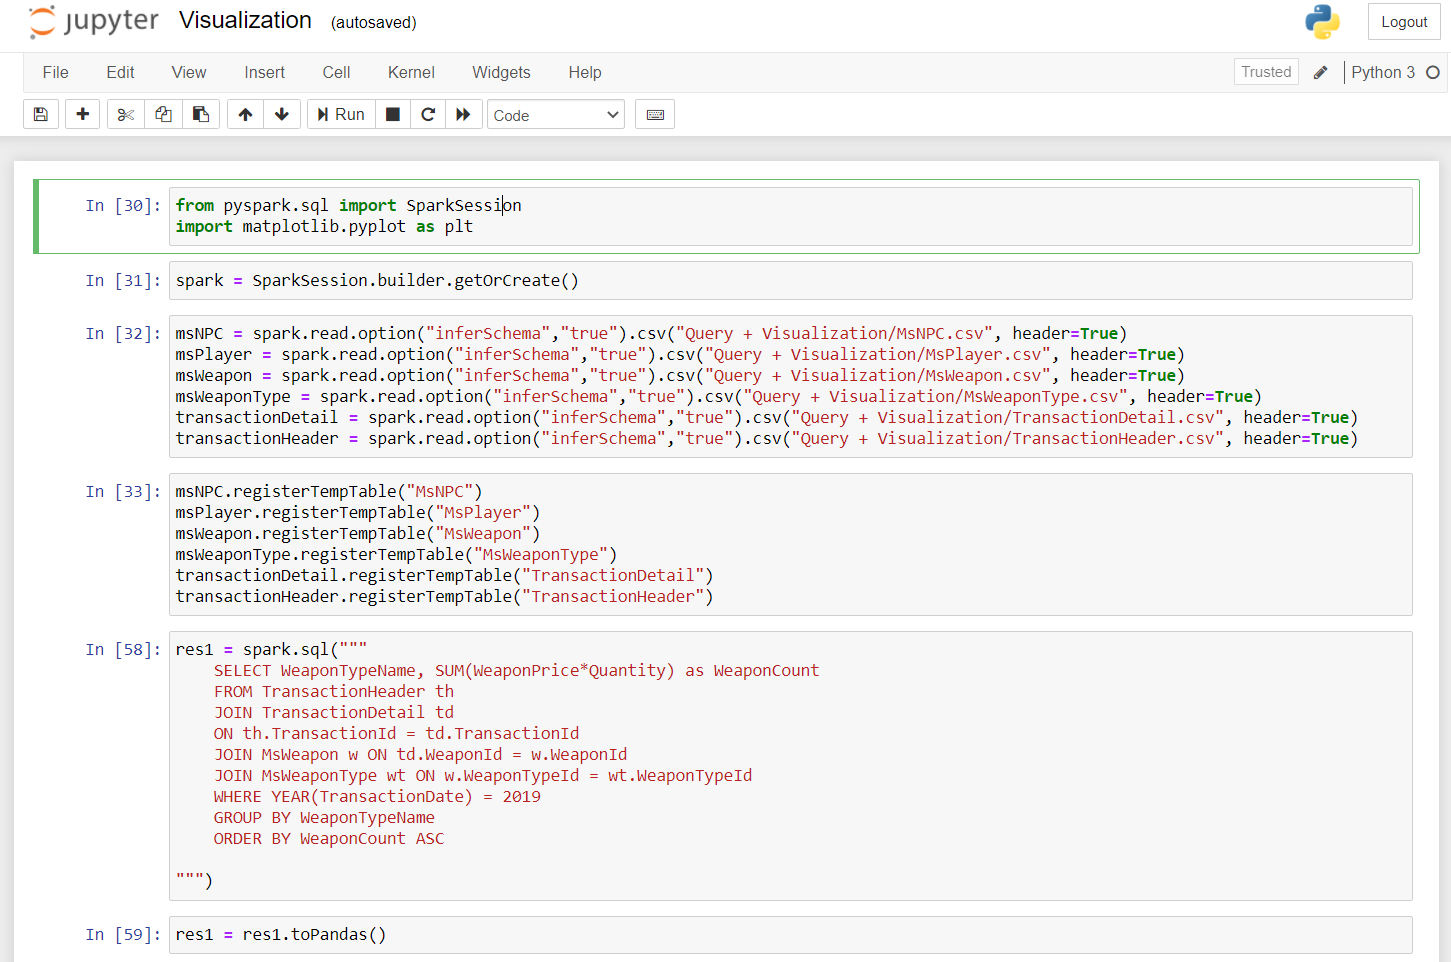 jupyter Visualization (autosaved) Logout
File Edit View Insert Cell Kernel Widgets Help Trusted Python 3
Run Code
In [30]: from pyspark.sql import SparkSession
import matplotlib.pyplot as plt
In [31]: spark = SparkSession.builder.getOrCreate()
In [32]: msNPC = spark.read.option("inferSchema","true").csv("Query + Visualization/MsNPC.csv", header=True)
msPlayer = spark.read.option("inferSchema","true").csv("Query + Visualization/MsPlayer.csv", header=True)
msWeapon = spark.read.option("inferSchema","true").csv("Query + Visualization/MsWeapon.csv", header=True)
msWeaponType = spark.read.option("inferSchema","true").csv("Query + Visualization/MsWeaponType.csv", header=True)
transactionDetail = spark.read.option("inferSchema","true").csv("Query + Visualization/TransactionDetail.csv", header=True)
transactionHeader = spark.read.option("inferSchema","true").csv("Query + Visualization/TransactionHeader.csv", header=True)
In [33]: msNPC.registerTempTable("MsNPC")
msPlayer.registerTempTable("MsPlayer")
msWeapon.registerTempTable("MsWeapon")
msWeaponType.registerTempTable("MsWeaponType")
transactionDetail.registerTempTable("TransactionDetail")
transactionHeader.registerTempTable("TransactionHeader")
In [58]: res1 = spark.sql("""
SELECT WeaponTypeName, SUM(WeaponPrice*Quantity) as WeaponCount
FROM TransactionHeader th
JOIN TransactionDetail td
ON th.TransactionId = td.TransactionId
JOIN MsWeapon w ON td.WeaponId = w.WeaponId
JOIN MsWeaponType wt ON w.WeaponTypeId = wt.WeaponTypeId
WHERE YEAR(TransactionDate) = 2019
GROUP BY WeaponTypeName
ORDER BY WeaponCount ASC
""")
In [59]: res1 = res1.toPandas()